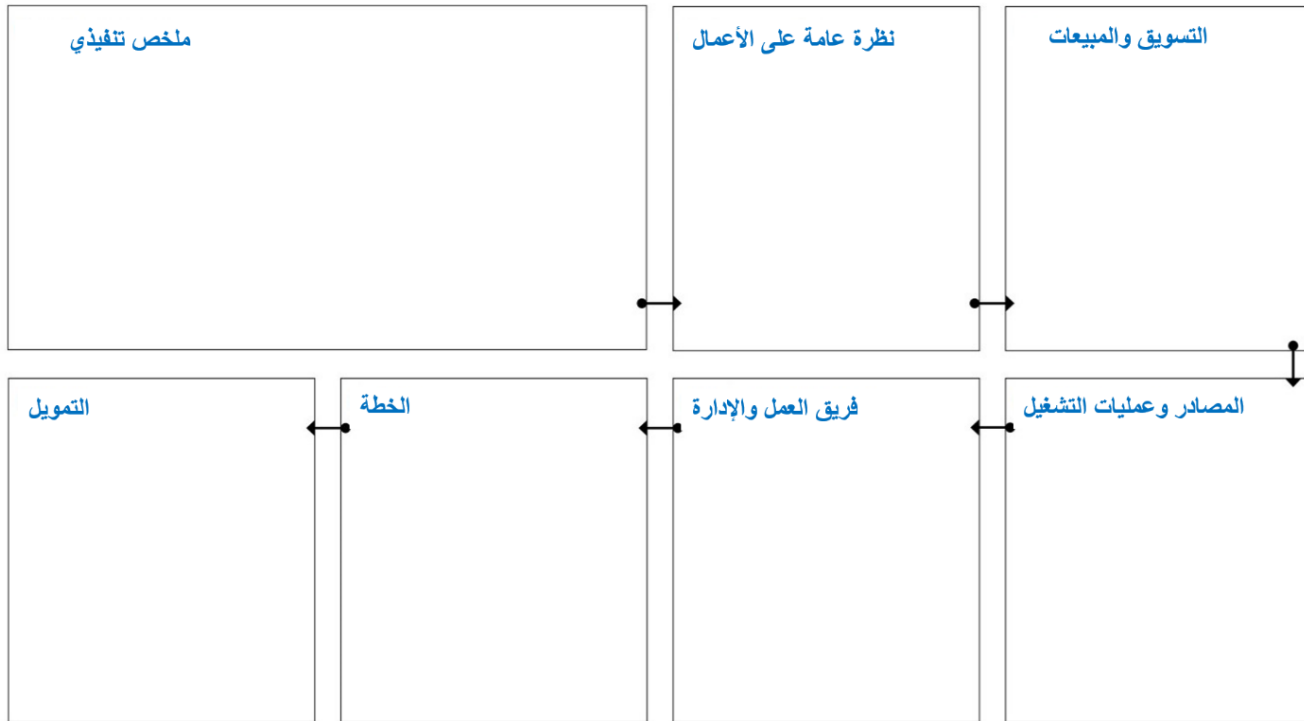 ملخص تنفيذي
نظرة عامة على الأعمال
التسويق والمبيعات
المصادر وعمليات التشغيل
فريق العمل والإدارة
الخطة
التمويل